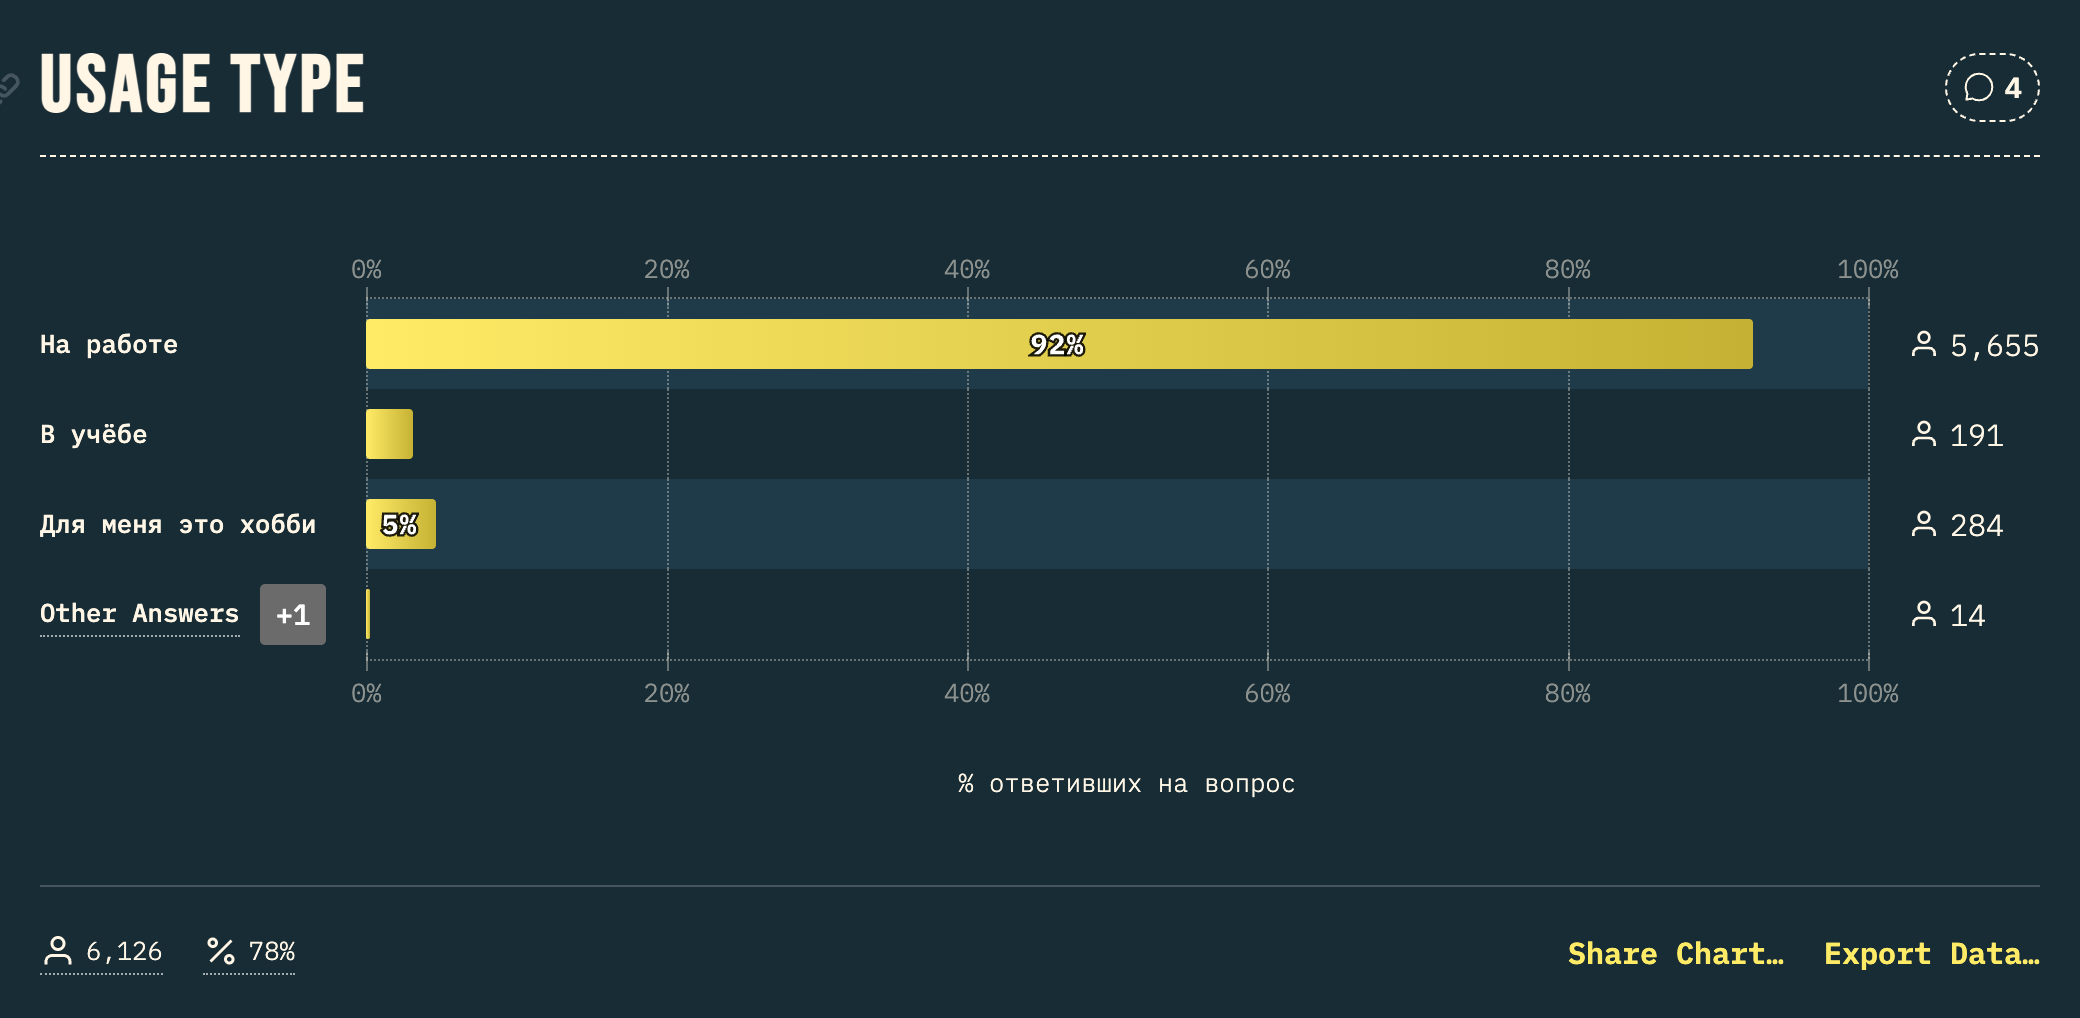 USAGE TYPE
4
0% 20% 40% 60% 80% 100%
На работе 92% 5,655
В учёбе 191
Для меня это хобби 5% 284
Other Answers +1 14
0% 20% 40% 60% 80% 100%
% ответивших на вопрос
6,126 78% Share Chart… Export Data…